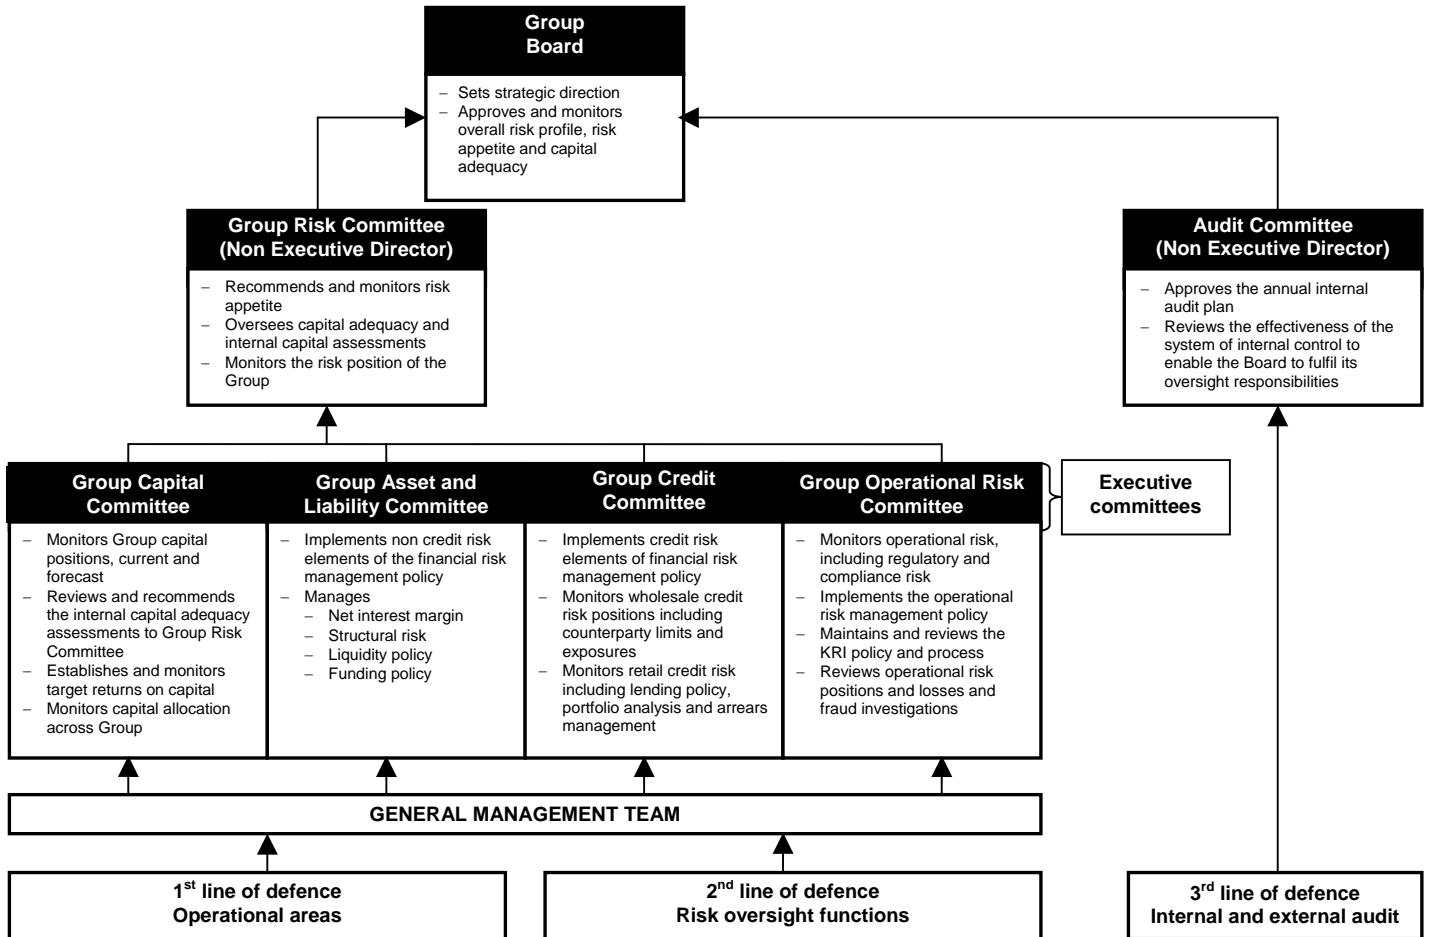 Group
Board
– Sets strategic direction
– Approves and monitors
overall risk profile, risk
appetite and capital
adequacy
Group Risk Committee
(Non Executive Director)
– Recommends and monitors risk
appetite
– Oversees capital adequacy and
internal capital assessments
– Monitors the risk position of the
Group
Audit Committee
(Non Executive Director)
– Approves the annual internal
audit plan
– Reviews the effectiveness of the
system of internal control to
enable the Board to fulfil its
oversight responsibilities
Group Capital
Committee
– Monitors Group capital
positions, current and
forecast
– Reviews and recommends
the internal capital adequacy
assessments to Group Risk
Committee
– Establishes and monitors
target returns on capital
– Monitors capital allocation
across Group
Group Asset and
Liability Committee
– Implements non credit risk
elements of the financial risk
management policy
– Manages
– Net interest margin
– Structural risk
– Liquidity policy
– Funding policy
Group Credit
Committee
– Implements credit risk
elements of financial risk
management policy
– Monitors wholesale credit
risk positions including
counterparty limits and
exposures
– Monitors retail credit risk
including lending policy,
portfolio analysis and arrears
management
Group Operational Risk
Committee
– Monitors operational risk,
including regulatory and
compliance risk
– Implements the operational
risk management policy
– Maintains and reviews the
KRI policy and process
– Reviews operational risk
positions and losses and
fraud investigations
Executive
committees
GENERAL MANAGEMENT TEAM
1st line of defence
Operational areas
2nd line of defence
Risk oversight functions
3rd line of defence
Internal and external audit